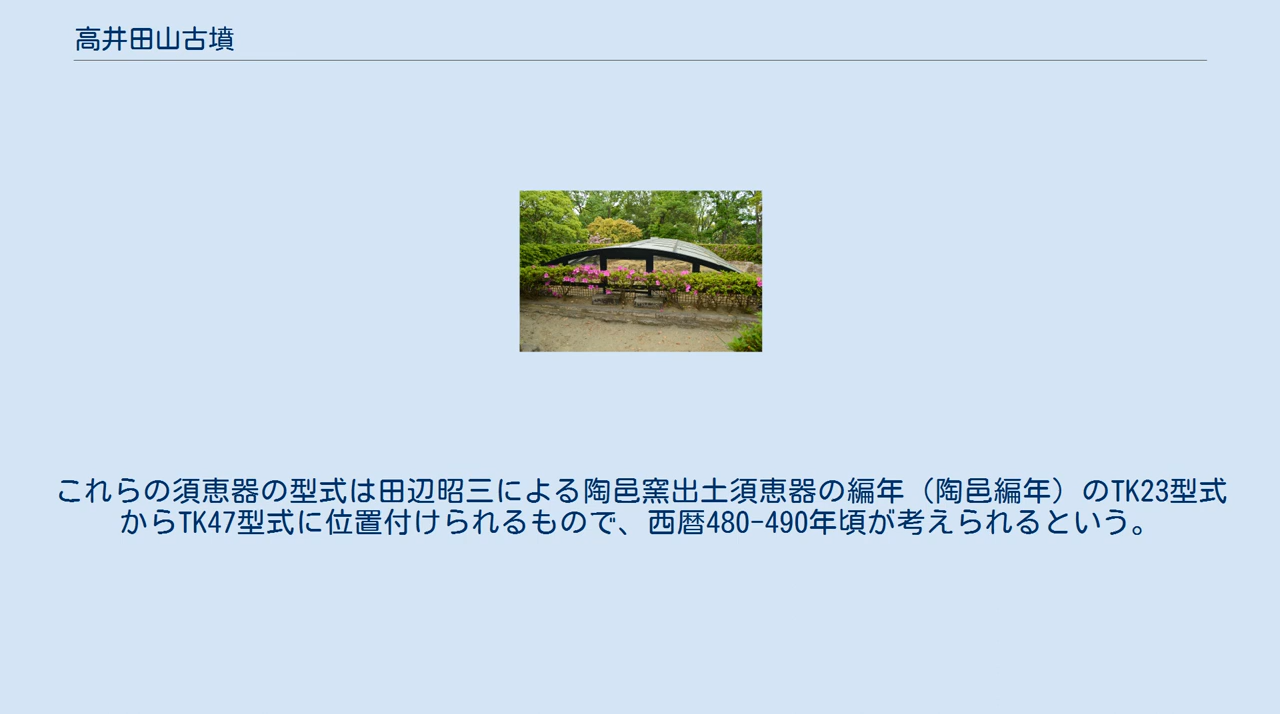 高井田山古墳
これらの須恵器の型式は田辺昭三による陶邑窯出土須恵器の編年（陶邑編年）のTK23型式
からTK47型式に位置付けられるもので、西暦480-490年頃が考えられるという。